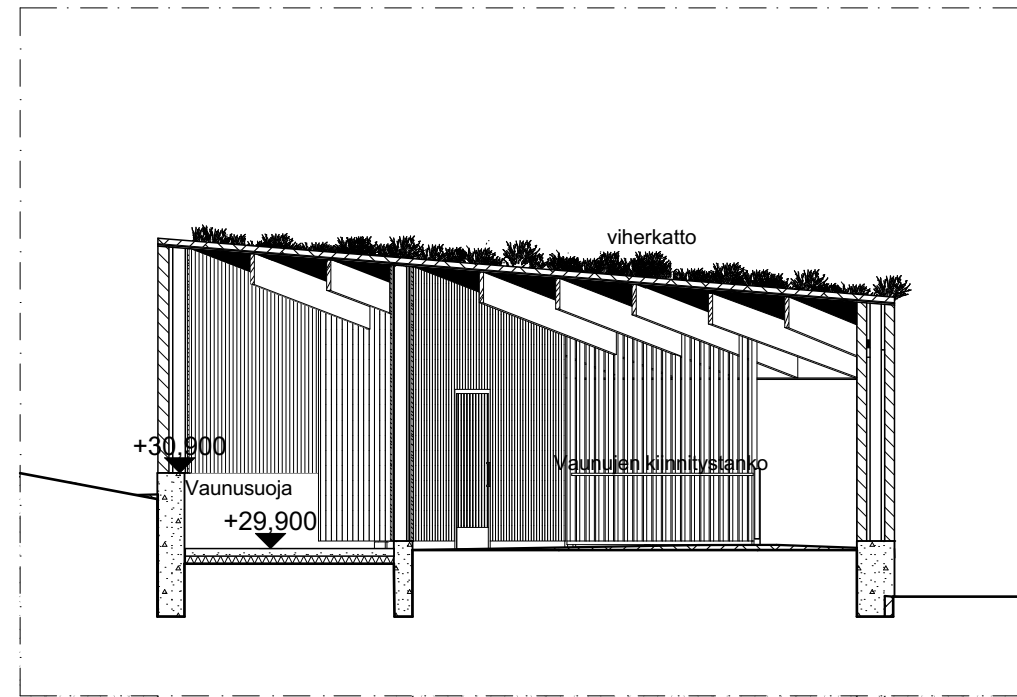 viherkatto
+30,900
Vaunujen kiinnitystanko
Vaunusuoja
+29,900